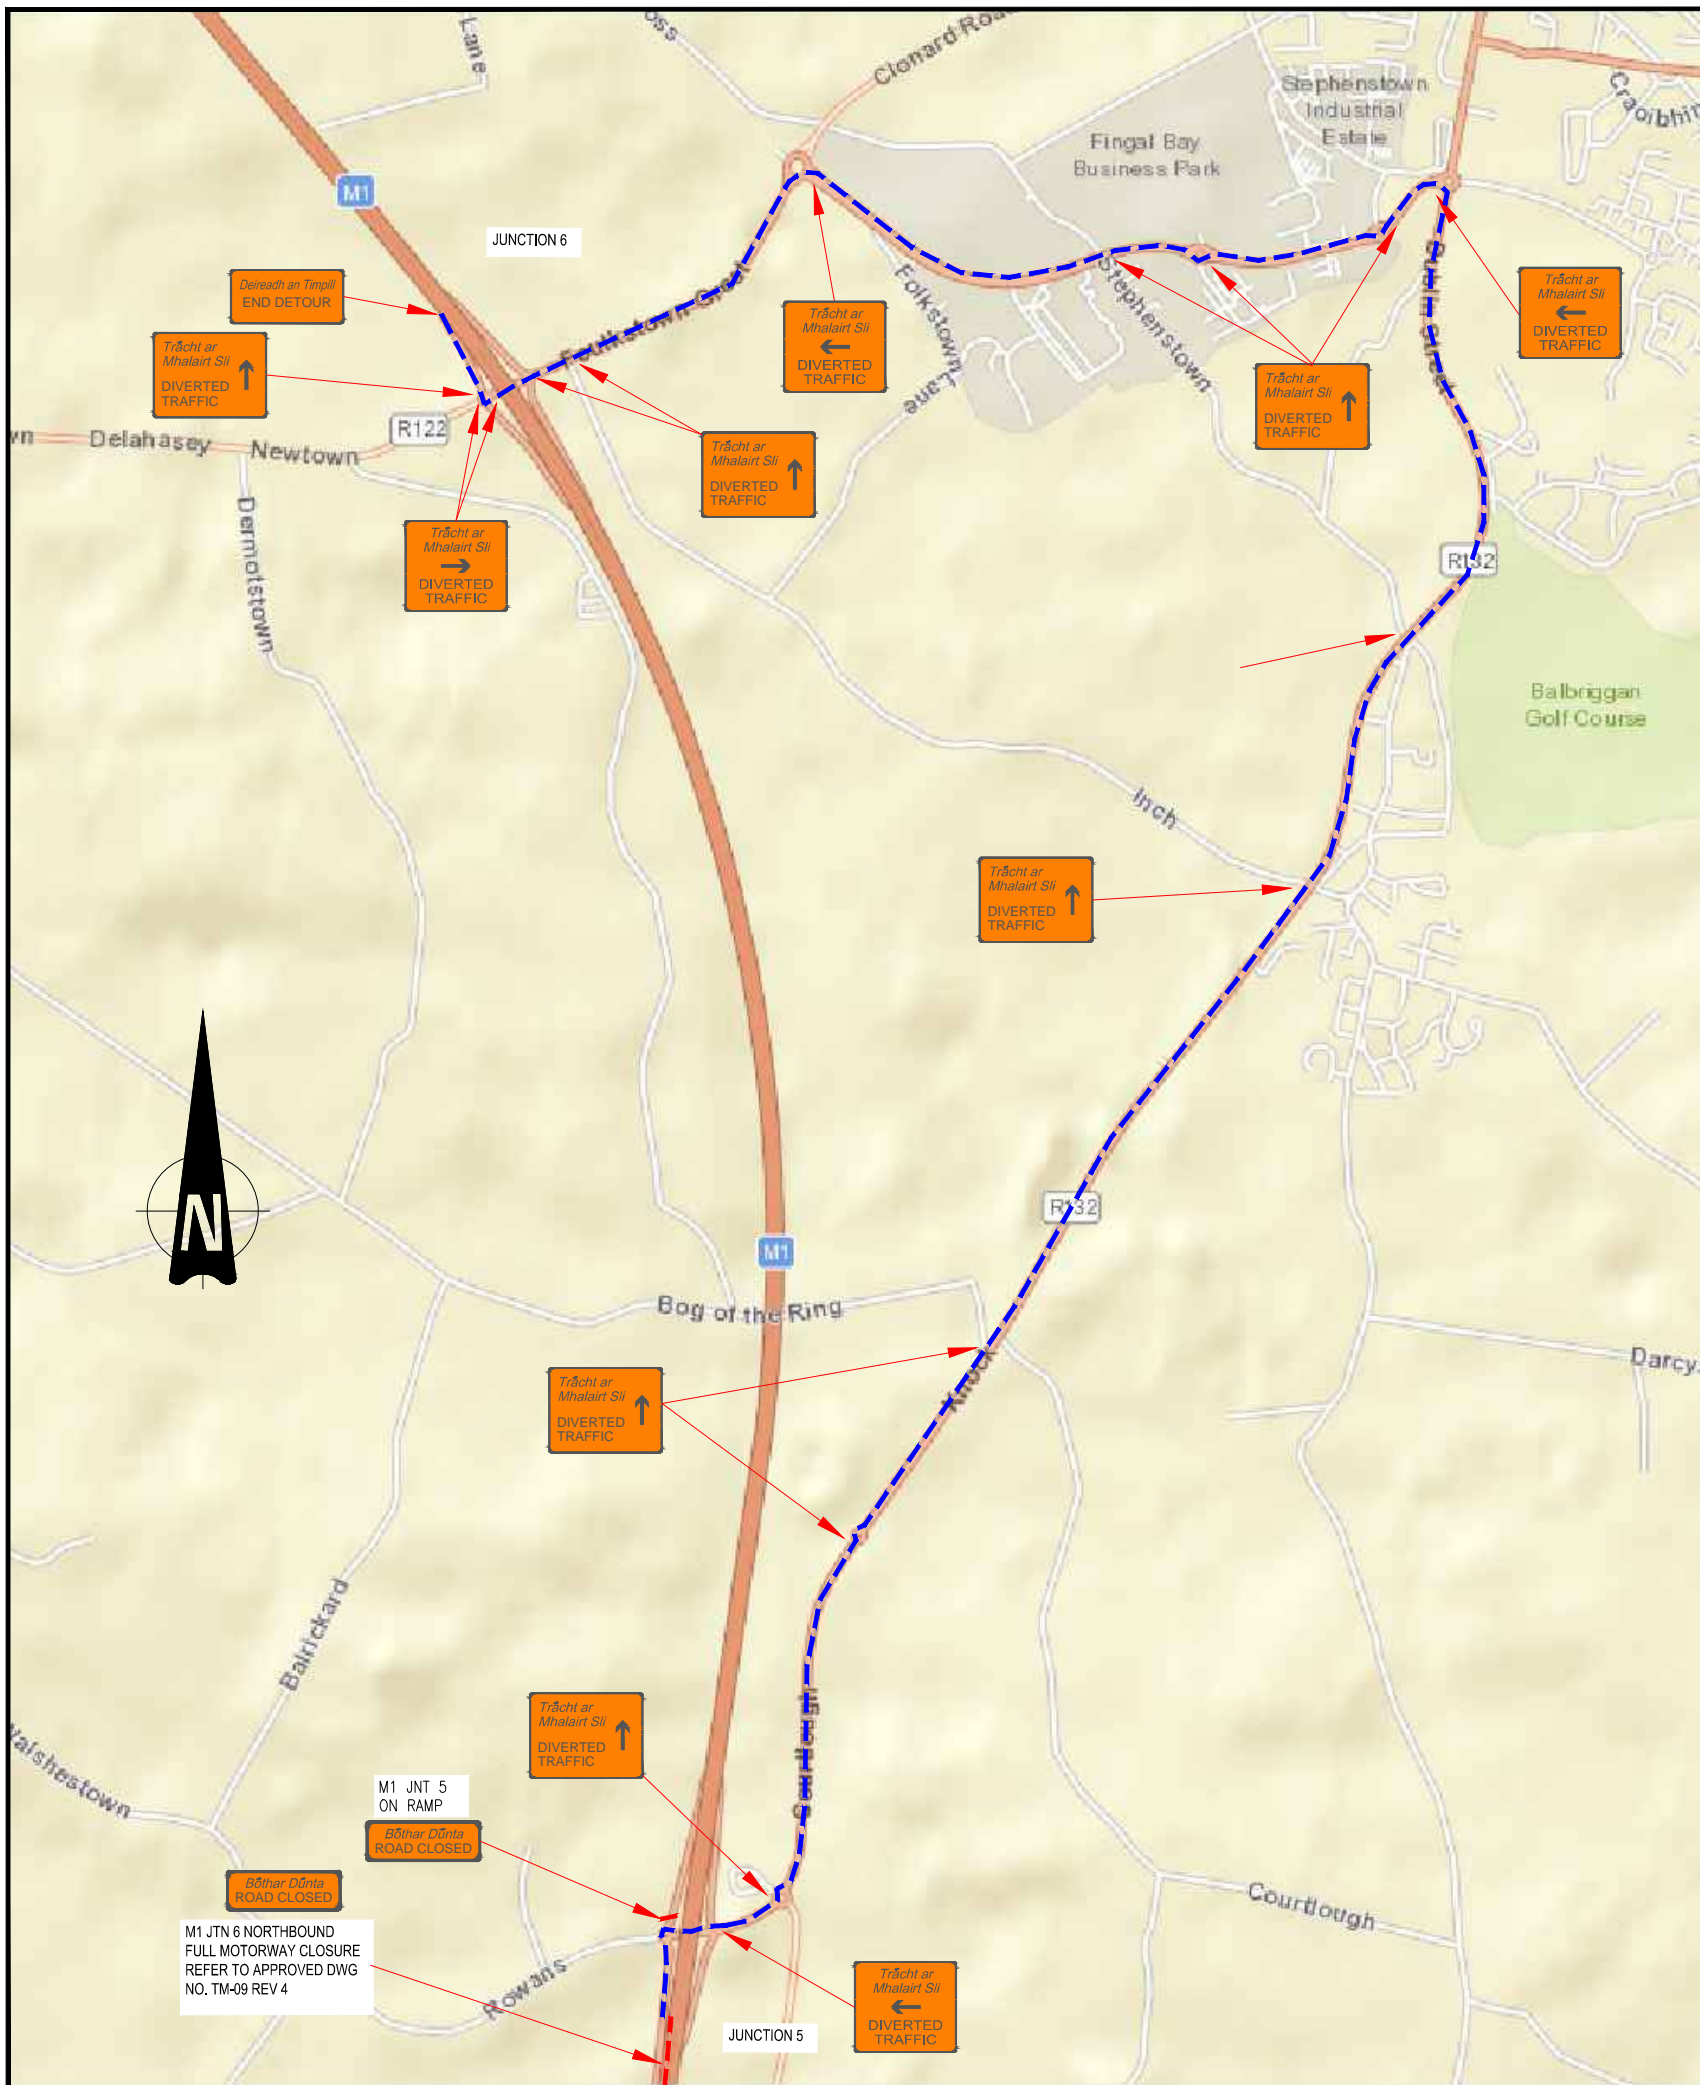 Lane
oss
Clonard Road
Stephenstown
Industrial
Estate
Craoibhin
Fingal Bay
Business Park
M1
JUNCTION 6
Deireadh an Timpill
END DETOUR
Trácht ar
Mhalairt Slí
DIVERTED
TRAFFIC
Folkstown Lane
Stephenstown
Trácht ar
Mhalairt Slí
DIVERTED
TRAFFIC
Trácht ar
Mhalairt Slí
DIVERTED
TRAFFIC
Trácht ar
Mhalairt Slí
DIVERTED
TRAFFIC
R122
wn
Delahasey
Newtown
Trácht ar
Mhalairt Slí
DIVERTED
TRAFFIC
Trácht ar
Mhalairt Slí
DIVERTED
TRAFFIC
Dermotstown
R132
Balbriggan
Golf Course
Inch
Trácht ar
Mhalairt Slí
DIVERTED
TRAFFIC
N
R132
M1
Bog of the Ring
Darcy
Knock
Trácht ar
Mhalairt Slí
DIVERTED
TRAFFIC
Balrickard
Trácht ar
Mhalairt Slí
DIVERTED
TRAFFIC
Courtlough
Walshestown
M1 JNT 5
ON RAMP
Bóthar Dúnta
ROAD CLOSED
Bóthar Dúnta
ROAD CLOSED
M1 JTN 6 NORTHBOUND
FULL MOTORWAY CLOSURE
REFER TO APPROVED DWG
NO. TM-09 REV 4
Courtlough
Rowans
Trácht ar
Mhalairt Slí
DIVERTED
TRAFFIC
JUNCTION 5